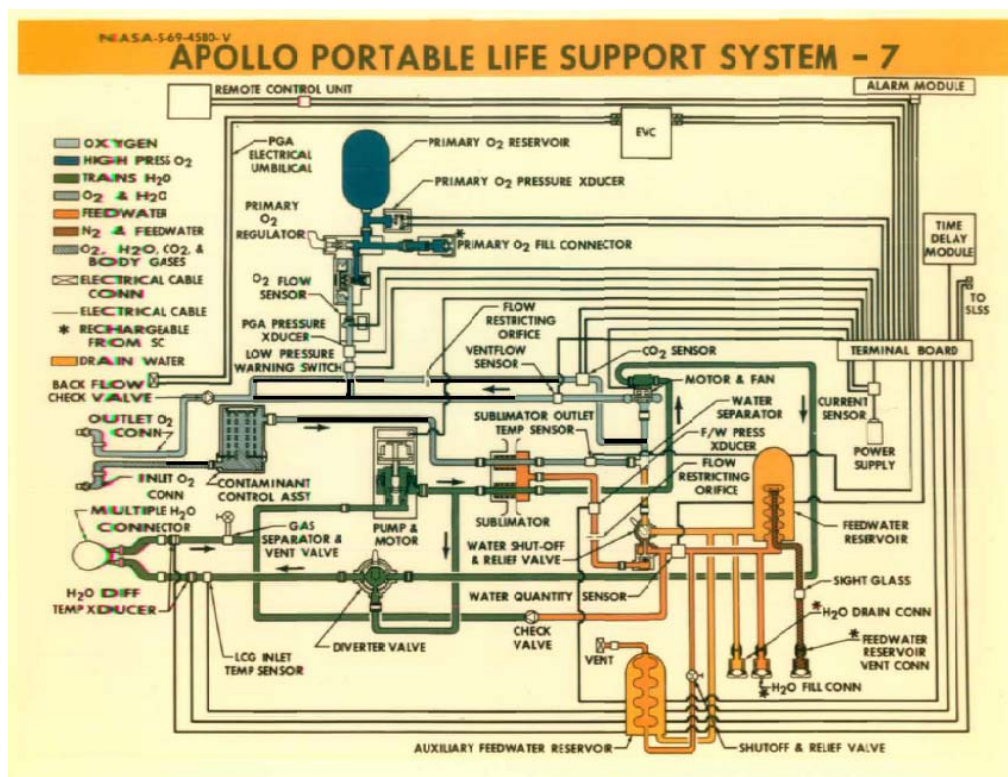 NASA-S-69-4580-V
APOLLO PORTABLE LIFE SUPPORT SYSTEM - 7
REMOTE CONTROL UNIT
ALARM MODULE
EVC
PGA
ELECTRICAL
UMBILICAL
PRIMARY O2 RESERVOIR
OXYGEN
HIGH PRESS O2
TRANS H2O
O2 & H2O
FEEDWATER
N2 & FEEDWATER
O2, H2O, CO2, &
BODY GASES
ELECTRICAL CABLE
CONN
ELECTRICAL CABLE
* RECHARGEABLE
FROM SC
DRAIN WATER
PRIMARY O2 PRESSURE XDUCER
PRIMARY
O2
REGULATOR
*
PRIMARY O2 FILL CONNECTOR
TIME
DELAY
MODULE
O2 FLOW
SENSOR
TO
SLSS
PGA PRESSURE
XDUCER
FLOW
RESTRICTING
ORIFICE
LOW PRESSURE
WARNING SWITCH
VENTFLOW
SENSOR
CO2 SENSOR
TERMINAL BOARD
BACK FLOW
CHECK VALVE
MOTOR & FAN
WATER
SEPARATOR
CURRENT
SENSOR
OUTLET O2
CONN
SUBLIMATOR OUTLET
TEMP SENSOR
F/W PRESS
XDUCER
POWER
SUPPLY
FLOW
RESTRICTING
ORIFICE
INLET O2
CONN
CONTAMINANT
CONTROL ASSY
MULTIPLE H2O
CONNECTOR
GAS
SEPARATOR &
VENT VALVE
PUMP &
MOTOR
SUBLIMATOR
FEEDWATER
RESERVOIR
WATER SHUT-OFF
& RELIEF VALVE
SIGHT GLASS
H2O DIFF
TEMP XDUCER
WATER QUANTITY SENSOR
*H2O DRAIN CONN
LCG INLET
TEMP SENSOR
DIVERTER VALVE
CHECK
VALVE
VENT
*
FEEDWATER
RESERVOIR
VENT CONN
*H2O FILL CONN
AUXILIARY FEEDWATER RESERVOIR
SHUTOFF & RELIEF VALVE